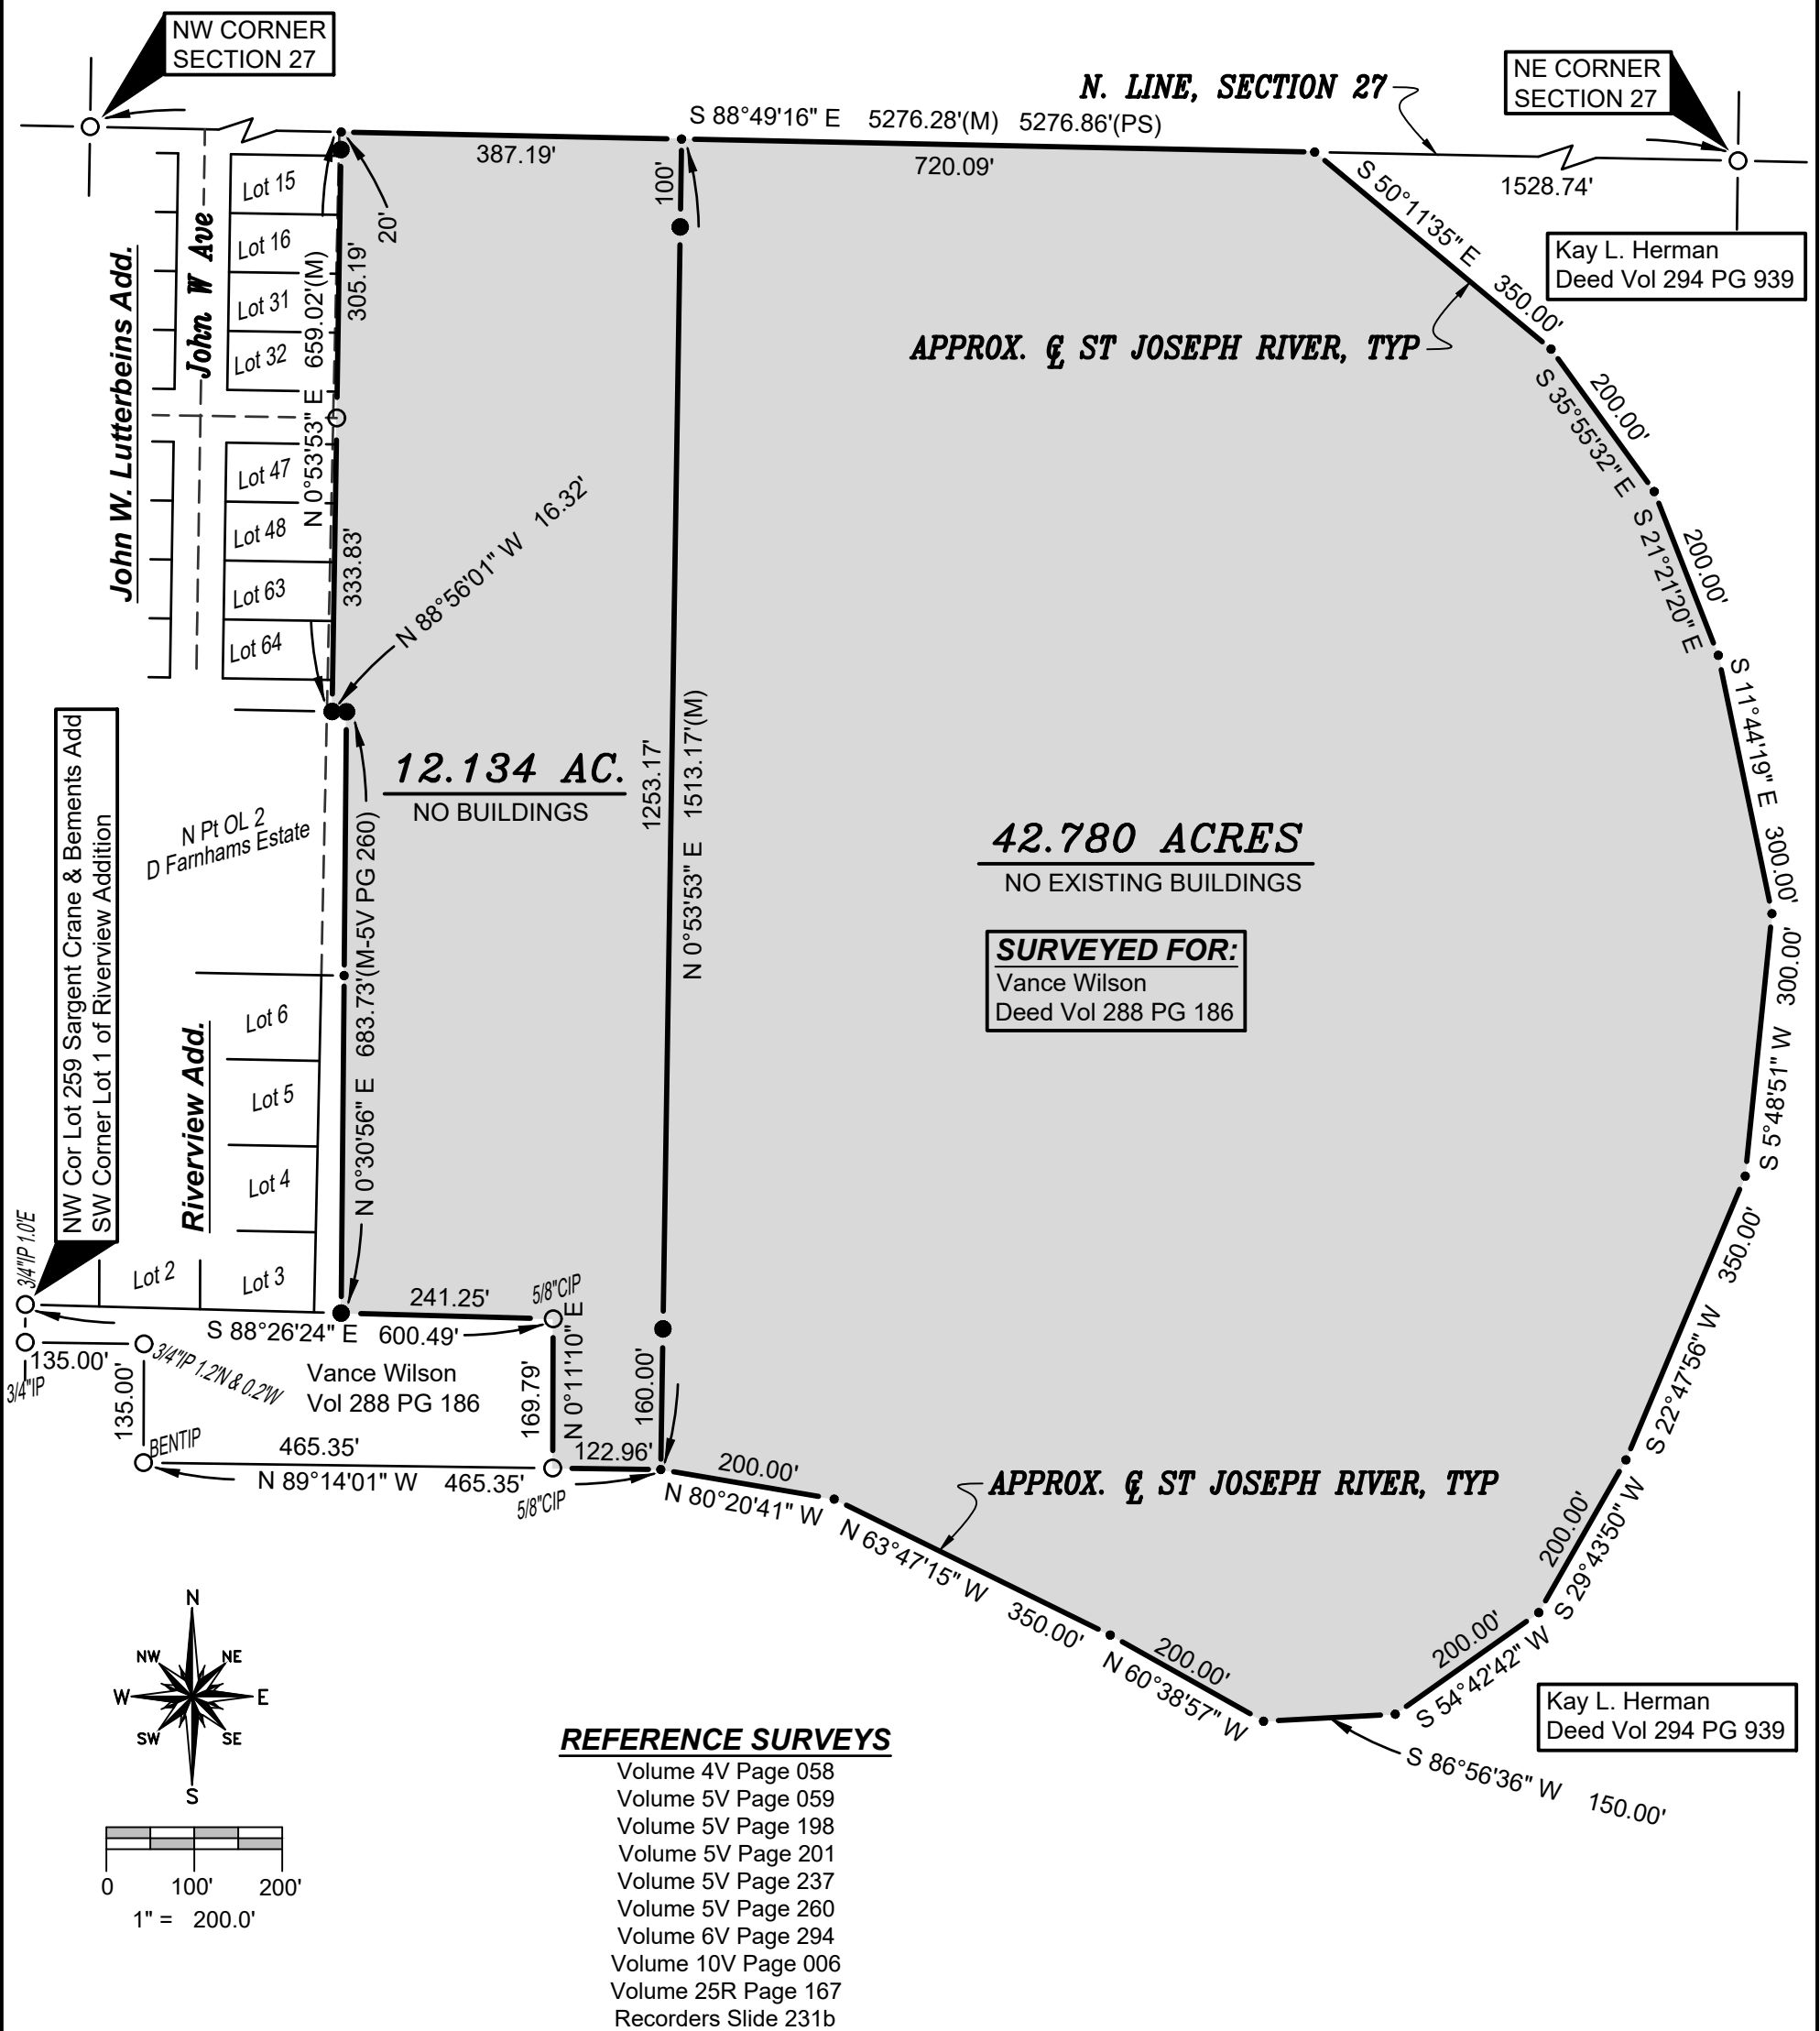 NW CORNER
SECTION 27
N. LINE, SECTION 27
NE CORNER
SECTION 27
S 88°49'16" E 5276.28'(M) 5276.86'(PS)
387.19'
720.09'
1528.74'
100'
20'
Lot 15
Lot 16
Lot 31
Lot 32
Lot 47
Lot 48
Lot 63
Lot 64
John W Ave
John W. Lutterbeins Add.
N 0°53'53" E 659.02'(M)
305.19'
333.83'
N 88°56'01" W 16.32'
S 50°11'35" E 350.00'
Kay L. Herman
Deed Vol 294 PG 939
APPROX. ℄ ST JOSEPH RIVER, TYP
200.00'
S 35°55'32" E
200.00'
S 21°21'20" E
S 11°44'19" E 300.00'
12.134 AC.
NO BUILDINGS
1253.17'
N 0°53'53" E 1513.17'(M)
42.780 ACRES
NO EXISTING BUILDINGS
SURVEYED FOR:
Vance Wilson
Deed Vol 288 PG 186
N Pt OL 2
D Farnhams Estate
NW Cor Lot 259 Sargent Crane & Bements Add
SW Corner Lot 1 of Riverview Addition
N 0°30'56" E 683.73'(M-5V PG 260)
Riverview Add.
Lot 6
Lot 5
Lot 4
Lot 3
Lot 2
S 5°48'51" W 300.00'
S 22°47'56" W 350.00'
3/4"IP 1.0'E
241.25'
5/8"CIP
S 88°26'24" E 600.49'
135.00'
3/4"IP
3/4"IP 1.2'N & 0.2'W
135.00'
Vance Wilson
Vol 288 PG 186
169.79'
N 0°11'10" E
160.00'
BENTIP
465.35'
122.96'
N 89°14'01" W 465.35'
5/8"CIP
200.00'
N 80°20'41" W
APPROX. ℄ ST JOSEPH RIVER, TYP
N 63°47'15" W 350.00'
200.00'
S 29°43'50" W
200.00'
N 60°38'57" W
200.00'
S 54°42'42" W
Kay L. Herman
Deed Vol 294 PG 939
S 86°56'36" W 150.00'
N
NW NE
W E
SW SE
S
0 100' 200'
1" = 200.0'
REFERENCE SURVEYS
Volume 4V Page 058
Volume 5V Page 059
Volume 5V Page 198
Volume 5V Page 201
Volume 5V Page 237
Volume 5V Page 260
Volume 6V Page 294
Volume 10V Page 006
Volume 25R Page 167
Recorders Slide 231b